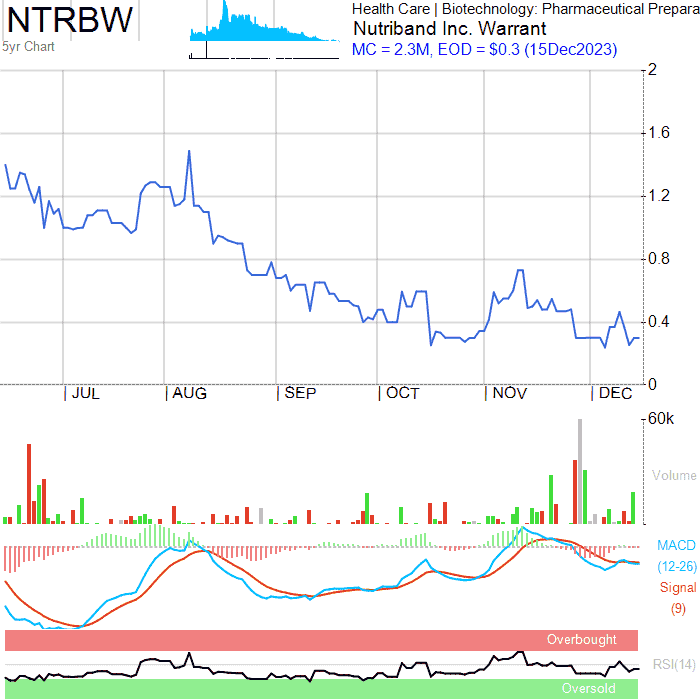 NTRBW
5yr Chart
Health Care | Biotechnology: Pharmaceutical Prepara
Nutriband Inc. Warrant
MC = 2.3M, EOD = $0.3 (15Dec2023)
2
1.6
1.2
0.8
0.4
0
JUL AUG SEP OCT NOV DEC
60k
Volume
MACD
(12-26)
Signal
(9)
Overbought
RSI(14)
Oversold